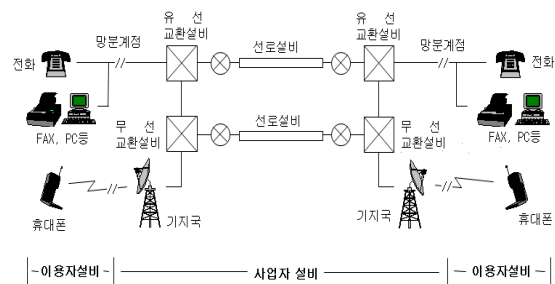 유 선
교환설비
유 선
교환설비
망분계점
망분계점
전화
선로설비
전화
FAX, PC등
무 선
교환설비
선로설비
무 선
교환설비
FAX, PC등
휴대폰
기지국
기지국
휴대폰
이용자설비
사업자 설비
이용자설비